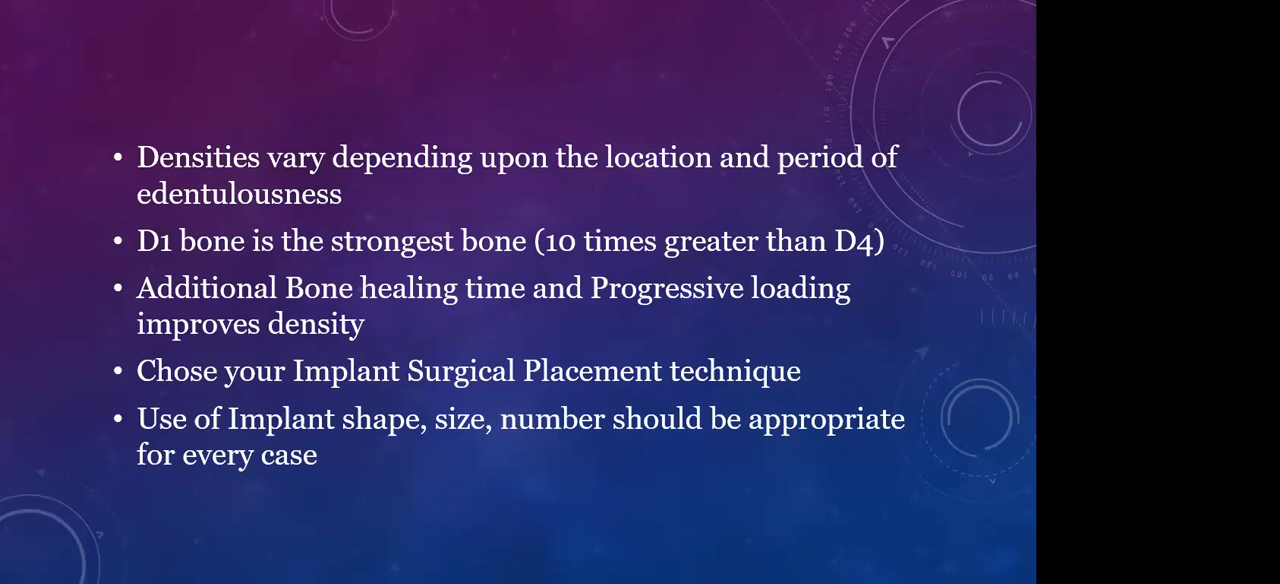 • Densities vary depending upon the location and period of
edentulousness
• D1 bone is the strongest bone (10 times greater than D4)
• Additional Bone healing time and Progressive loading
improves density
• Chose your Implant Surgical Placement technique
• Use of Implant shape, size, number should be appropriate
for every case